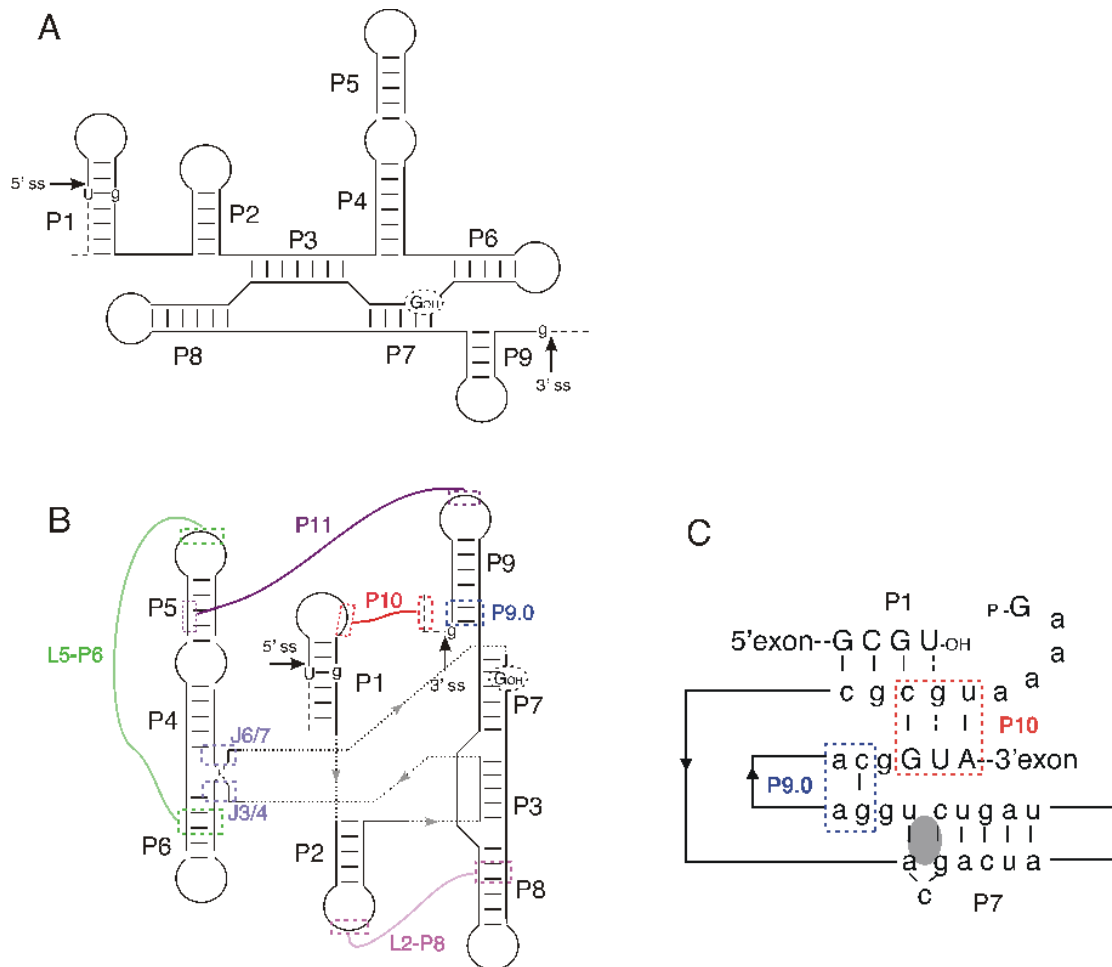 A
P5
5' ss
u g
P1
P2
P4
P3
P6
GOH
P8
P7
P9
g
3' ss
B
P11
P9
P5
P10
P9.0
g
5' ss
U g
3' ss
L5-P6
P1
GOH
P7
P4
J6/7
J3/4
P3
P6
P2
P8
L2-P8
C
P1
P-G
a
5'exon--GCGU-OH
a
a
c g c g u a
P10
a c g G U A--3'exon
P9.0
a g g u c u g a u
a g a c u a
c
P7